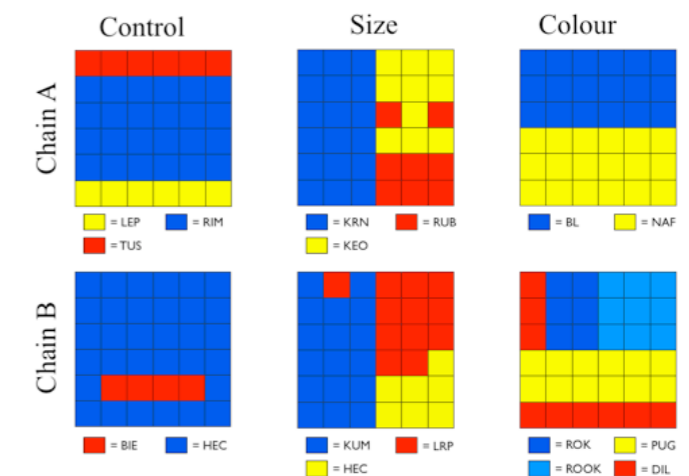 Control Size Colour
Chain A
= LEP = RIM = KRN = RUB = BL = NAF
= TUS = KEO
Chain B
= BIE = HEC = KUM = LRP = ROK = PUG
= HEC = ROOK = DIL